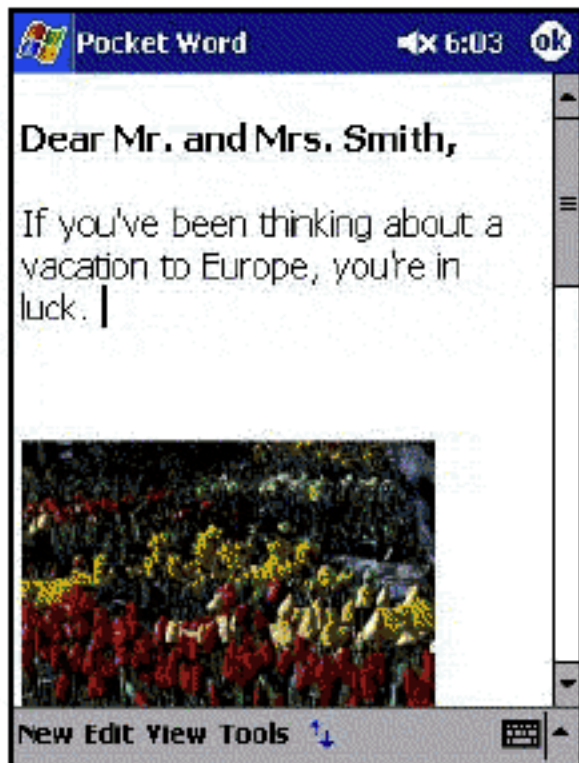 Pocket Word 6:03 ok
Dear Mr. and Mrs. Smith,
If you've been thinking about a
vacation to Europe, you're in
luck.
New Edit View Tools